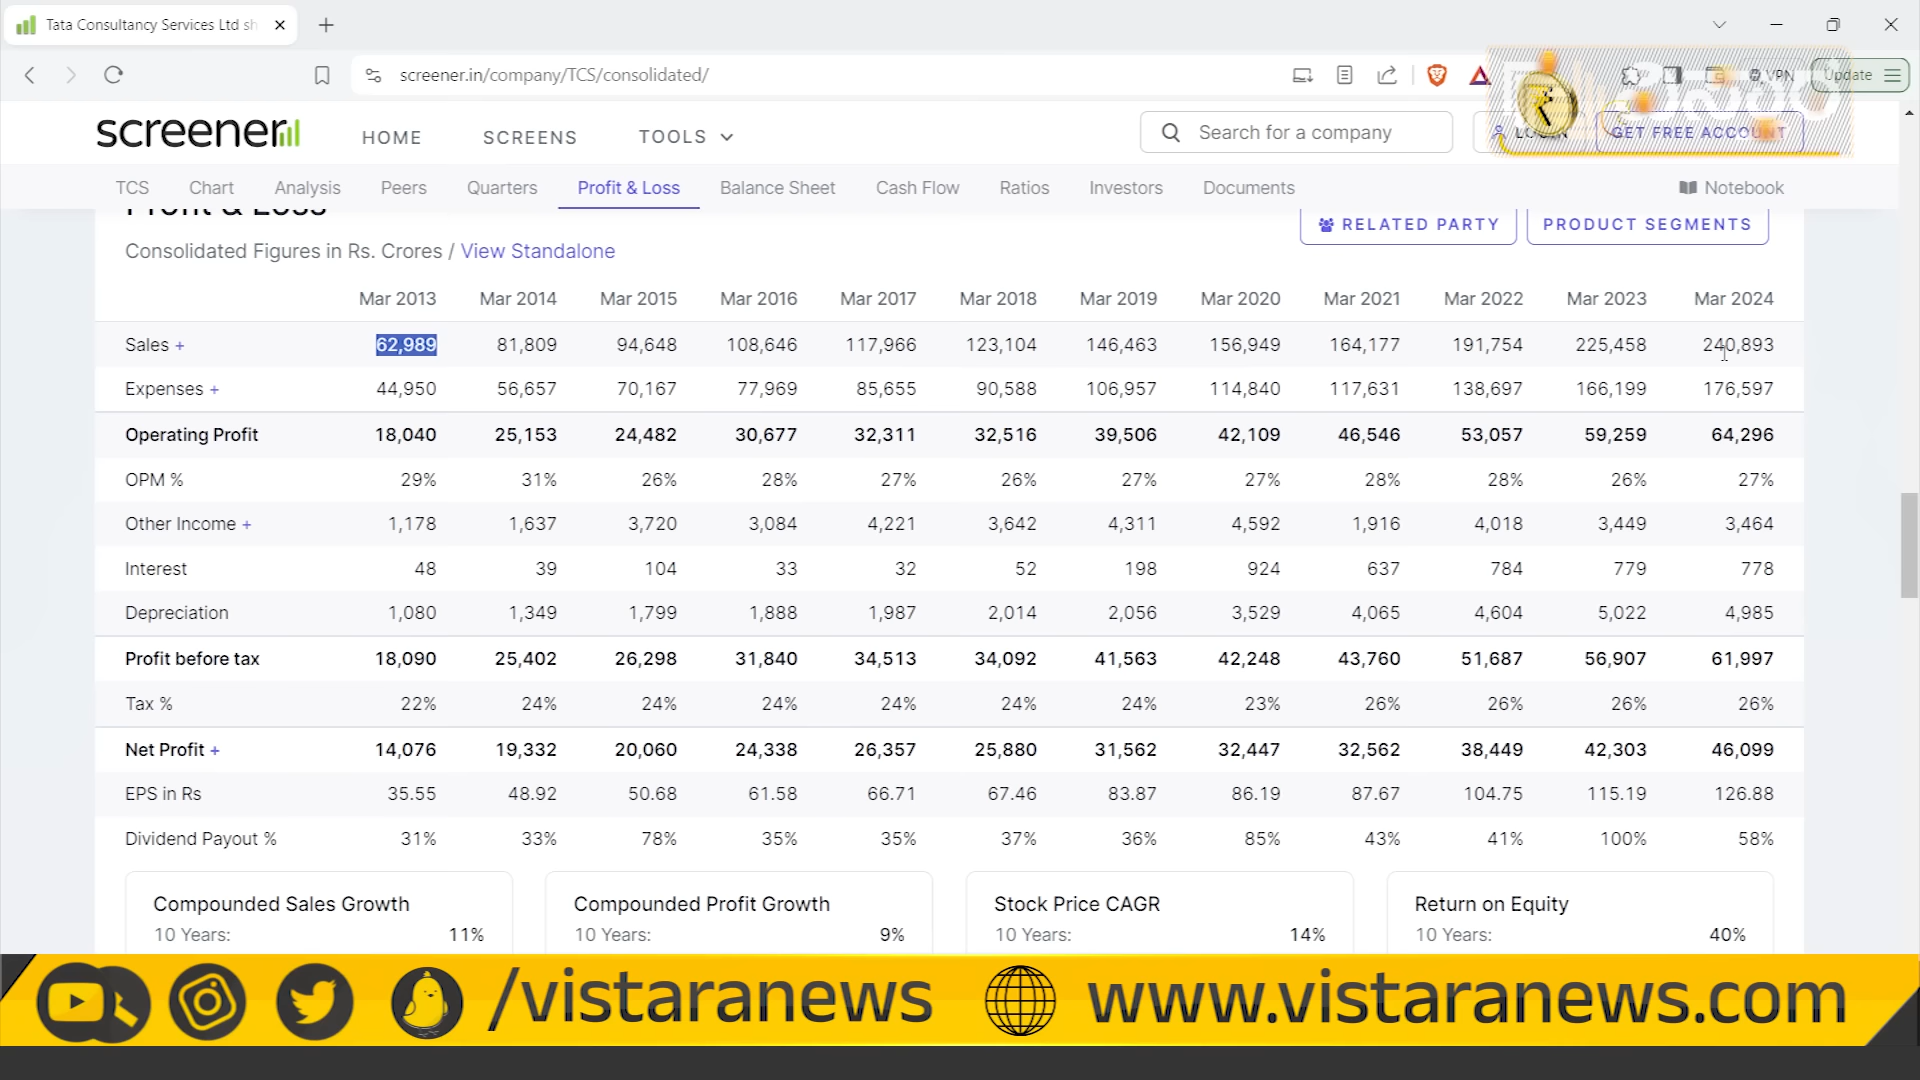 Tata Consultancy Services Ltd sh
screener.in/company/TCS/consolidated/
VPN
Update
screener
HOME
SCREENS
TOOLS
Search for a company
GET FREE ACCOUNT
TCS
Chart
Analysis
Peers
Quarters
Profit & Loss
Balance Sheet
Cash Flow
Ratios
Investors
Documents
Notebook
Profit & Loss
RELATED PARTY
PRODUCT SEGMENTS
Consolidated Figures in Rs. Crores / View Standalone
Mar 2013 Mar 2014 Mar 2015 Mar 2016 Mar 2017 Mar 2018 Mar 2019 Mar 2020 Mar 2021 Mar 2022 Mar 2023 Mar 2024
Sales + 62,989 81,809 94,648 108,646 117,966 123,104 146,463 156,949 164,177 191,754 225,458 240,893
Expenses + 44,950 56,657 70,167 77,969 85,655 90,588 106,957 114,840 117,631 138,697 166,199 176,597
Operating Profit 18,040 25,153 24,482 30,677 32,311 32,516 39,506 42,109 46,546 53,057 59,259 64,296
OPM % 29% 31% 26% 28% 27% 26% 27% 27% 28% 28% 26% 27%
Other Income + 1,178 1,637 3,720 3,084 4,221 3,642 4,311 4,592 1,916 4,018 3,449 3,464
Interest 48 39 104 33 32 52 198 924 637 784 779 778
Depreciation 1,080 1,349 1,799 1,888 1,987 2,014 2,056 3,529 4,065 4,604 5,022 4,985
Profit before tax 18,090 25,402 26,298 31,840 34,513 34,092 41,563 42,248 43,760 51,687 56,907 61,997
Tax % 22% 24% 24% 24% 24% 24% 24% 23% 26% 26% 26% 26%
Net Profit + 14,076 19,332 20,060 24,338 26,357 25,880 31,562 32,447 32,562 38,449 42,303 46,099
EPS in Rs 35.55 48.92 50.68 61.58 66.71 67.46 83.87 86.19 87.67 104.75 115.19 126.88
Dividend Payout % 31% 33% 78% 35% 35% 37% 36% 85% 43% 41% 100% 58%
Compounded Sales Growth
10 Years: 11%
Compounded Profit Growth
10 Years: 9%
Stock Price CAGR
10 Years: 14%
Return on Equity
10 Years: 40%
/vistaranews
www.vistaranews.com